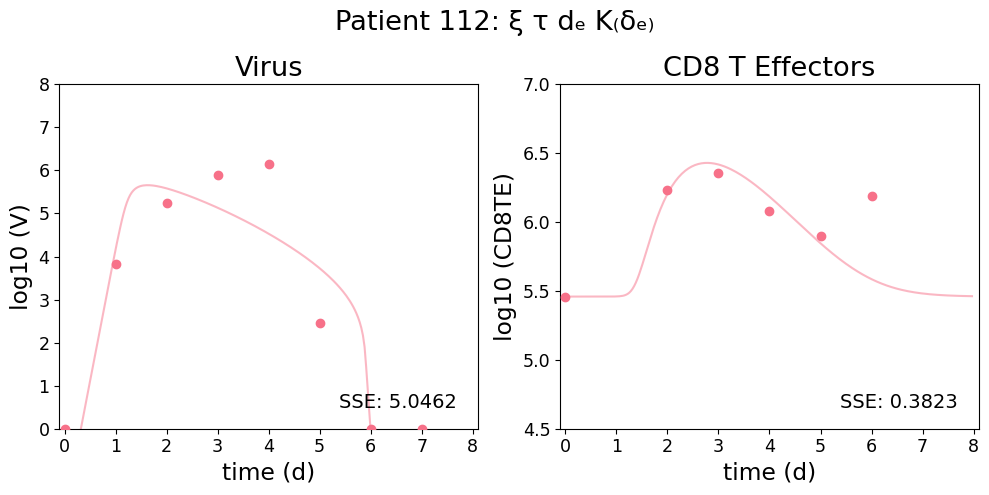 Patient 112: ξ τ dₑ K₍δₑ₎
Virus
CD8 T Effectors
log10 (V)
8
7
6
5
4
3
2
1
0
SSE: 5.0462
0 1 2 3 4 5 6 7 8
time (d)
log10 (CD8TE)
7.0
6.5
6.0
5.5
5.0
4.5
SSE: 0.3823
0 1 2 3 4 5 6 7 8
time (d)